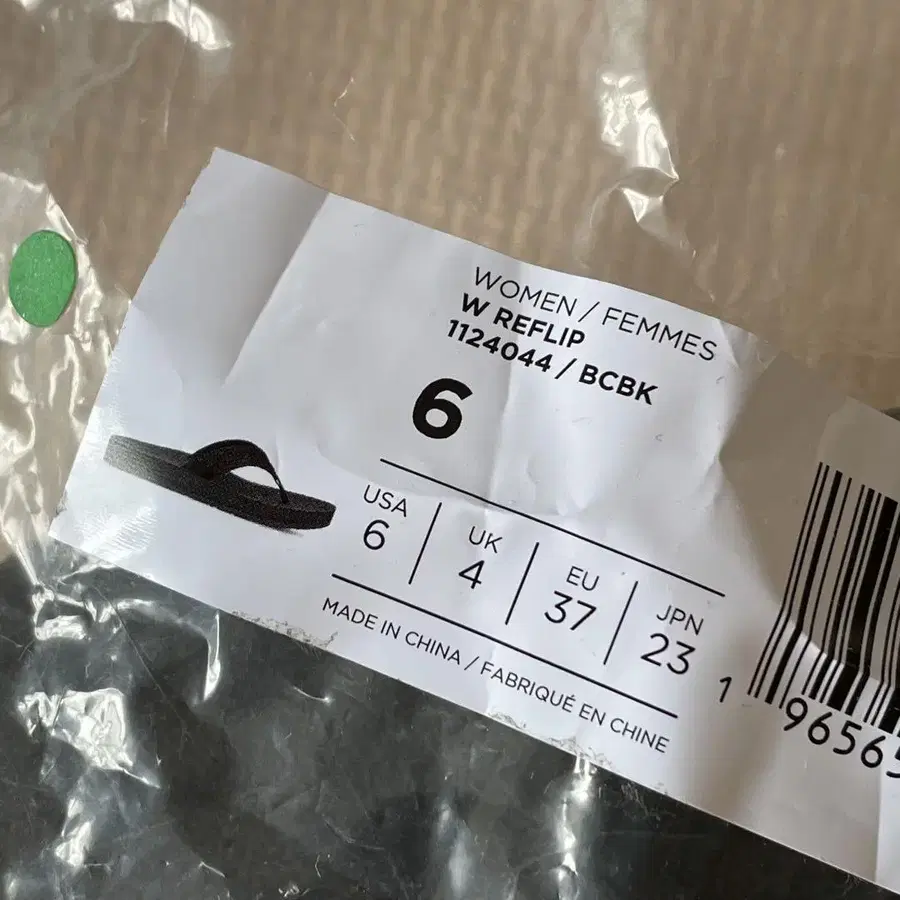 WOMEN / FEMMES
W REFLIP
1124044 / BCBK
6
USA UK EU JPN
6 4 37 23
MADE IN CHINA / FABRIQUÉ EN CHINE
1 96565